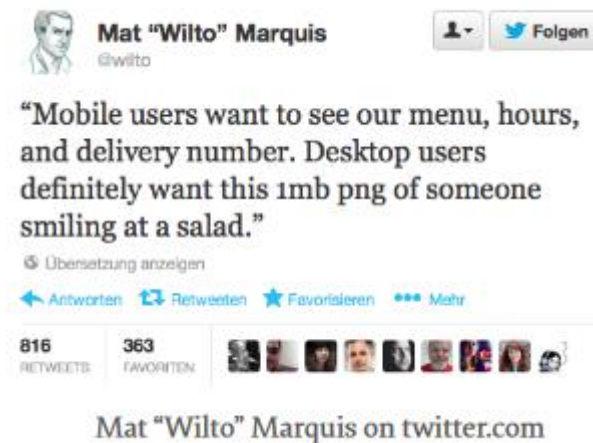 Mat “Wilto” Marquis
@wilto
Folgen
“Mobile users want to see our menu, hours,
and delivery number. Desktop users
definitely want this 1mb png of someone
smiling at a salad.”
Übersetzung anzeigen
Antworten Retweeten Favorisieren Mehr
816 363
RETWEETS FAVORITEN
Mat “Wilto” Marquis on twitter.com